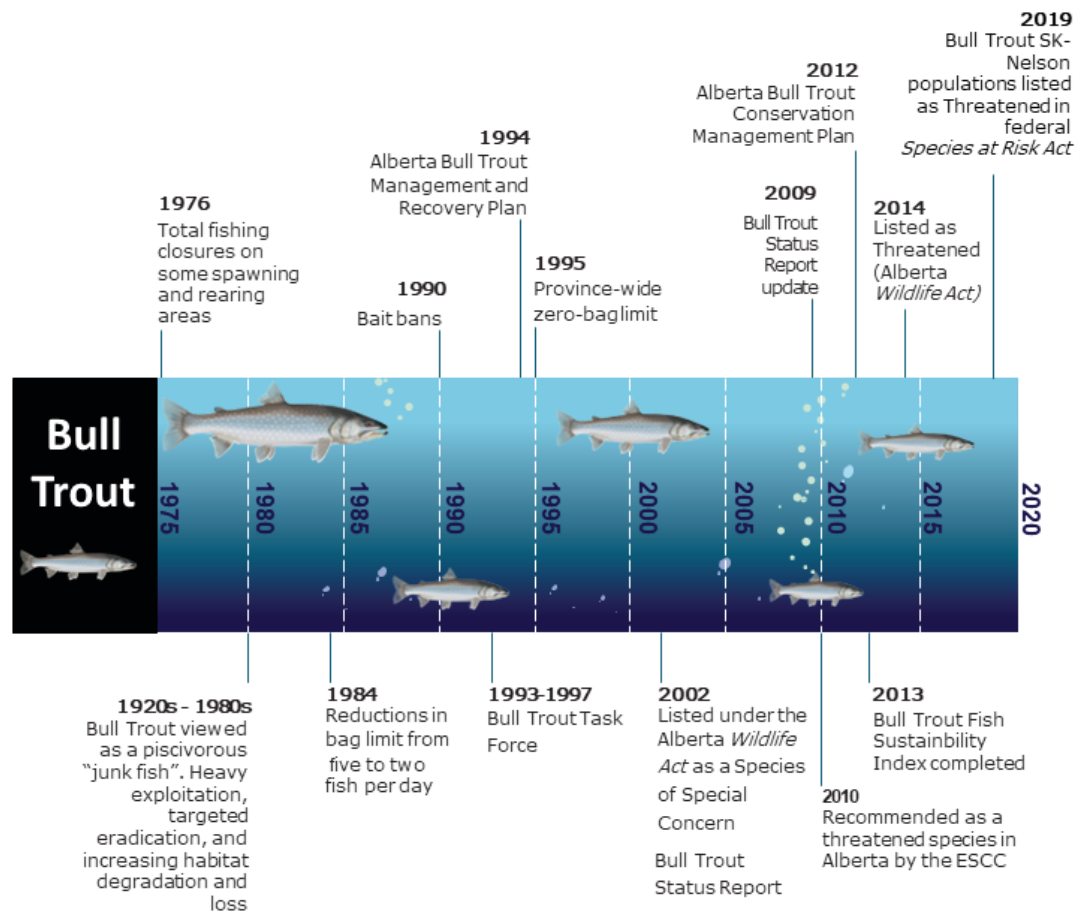 2019
Bull Trout SK-
Nelson
populations listed
as Threatened in
federal
Species at Risk Act
2012
Alberta Bull Trout
Conservation
Management Plan
1994
Alberta Bull Trout
Management and
Recovery Plan
2009
Bull Trout
Status
Report
update
1976
Total fishing
closures on
some spawning
and rearing
areas
2014
Listed as
Threatened
(Alberta
Wildlife Act)
1995
Province-wide
zero-bag limit
1990
Bait bans
Bull
Trout
1975
1980
1985
1990
1995
2000
2005
2010
2015
2020
1920s - 1980s
Bull Trout viewed
as a piscivorous
“junk fish”. Heavy
exploitation,
targeted
eradication, and
increasing habitat
degradation and
loss
1984
Reductions in
bag limit from
five to two
fish per day
1993-1997
Bull Trout Task
Force
2002
Listed under the
Alberta Wildlife
Act as a Species
of Special
Concern
Bull Trout
Status Report
2010
Recommended as a
threatened species in
Alberta by the ESCC
2013
Bull Trout Fish
Sustainbility
Index completed